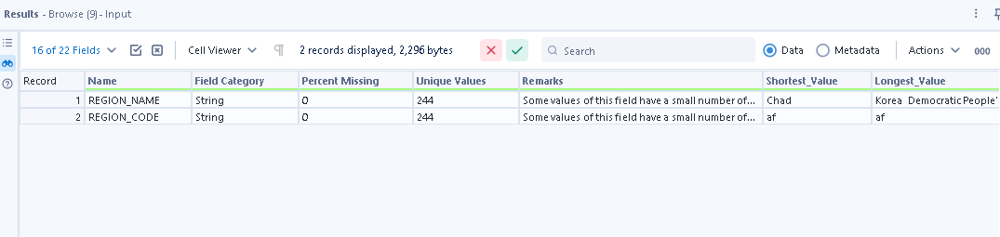 Results - Browse (9) - Input
16 of 22 Fields Cell Viewer 2 records displayed, 2,296 bytes Search Data Metadata Actions 000
Record Name Field Category Percent Missing Unique Values Remarks Shortest_Value Longest_Value
1 REGION_NAME String 0 244 Some values of this field have a small number of... Chad Korea Democratic People'
2 REGION_CODE String 0 244 Some values of this field have a small number of... af af